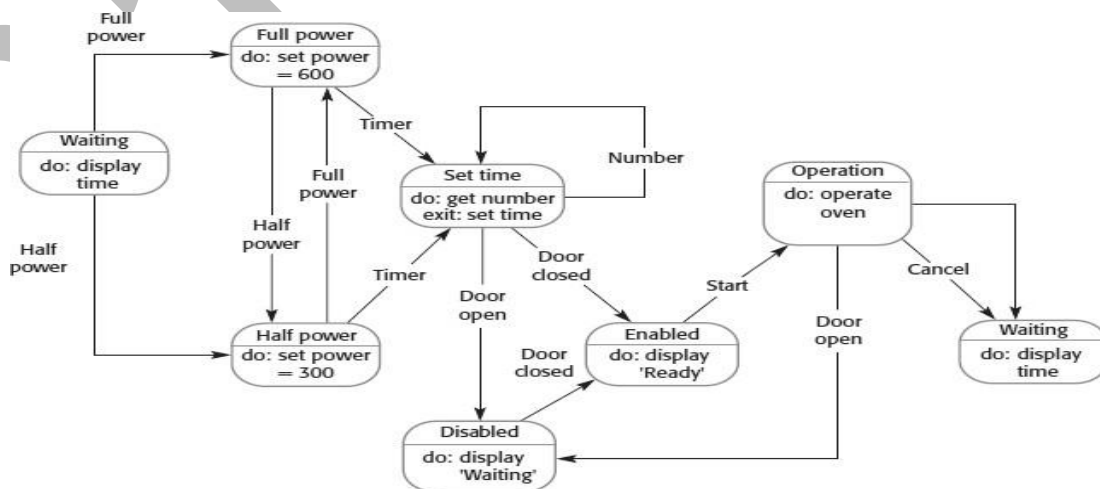 Full
power
Full power
do: set power
= 600
Timer
Waiting
do: display
time
Full
power
Half
power
Half
power
Timer
Half power
do: set power
= 300
Set time
do: get number
exit: set time
Number
Door
open
Door
closed
Door
closed
Disabled
do: display
'Waiting'
Enabled
do: display
'Ready'
Start
Operation
do: operate
oven
Cancel
Door
open
Waiting
do: display
time